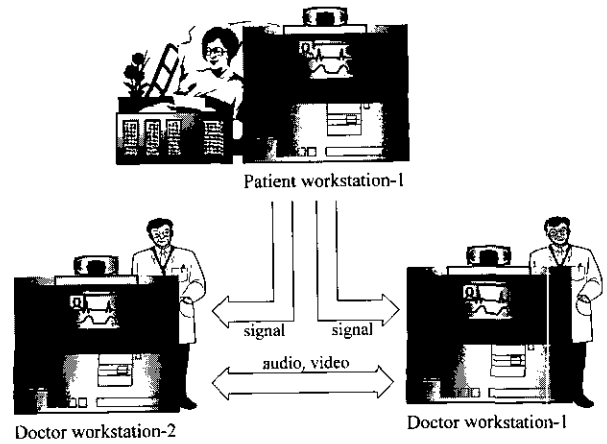 Patient workstation-1
signal
signal
audio, video
Doctor workstation-2
Doctor workstation-1